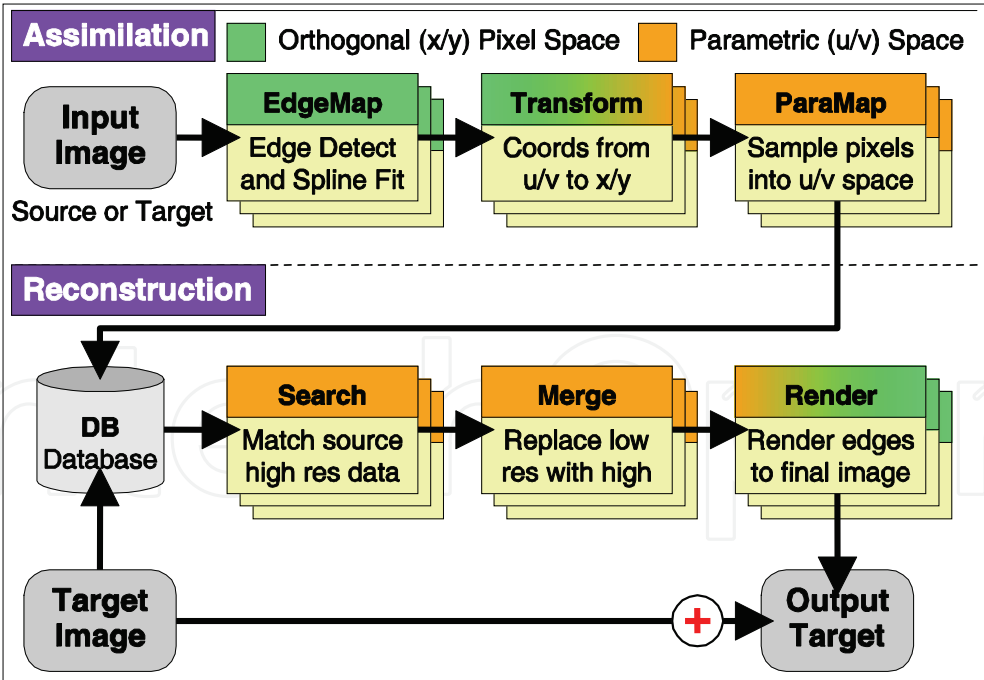 Assimilation
Orthogonal (x/y) Pixel Space
Parametric (u/v) Space
Input
Image
Source or Target
EdgeMap
Edge Detect
and Spline Fit
Transform
Coords from
u/v to x/y
ParaMap
Sample pixels
into u/v space
Reconstruction
DB
Database
Search
Match source
high res data
Merge
Replace low
res with high
Render
Render edges
to final image
Target
Image
+
Output
Target